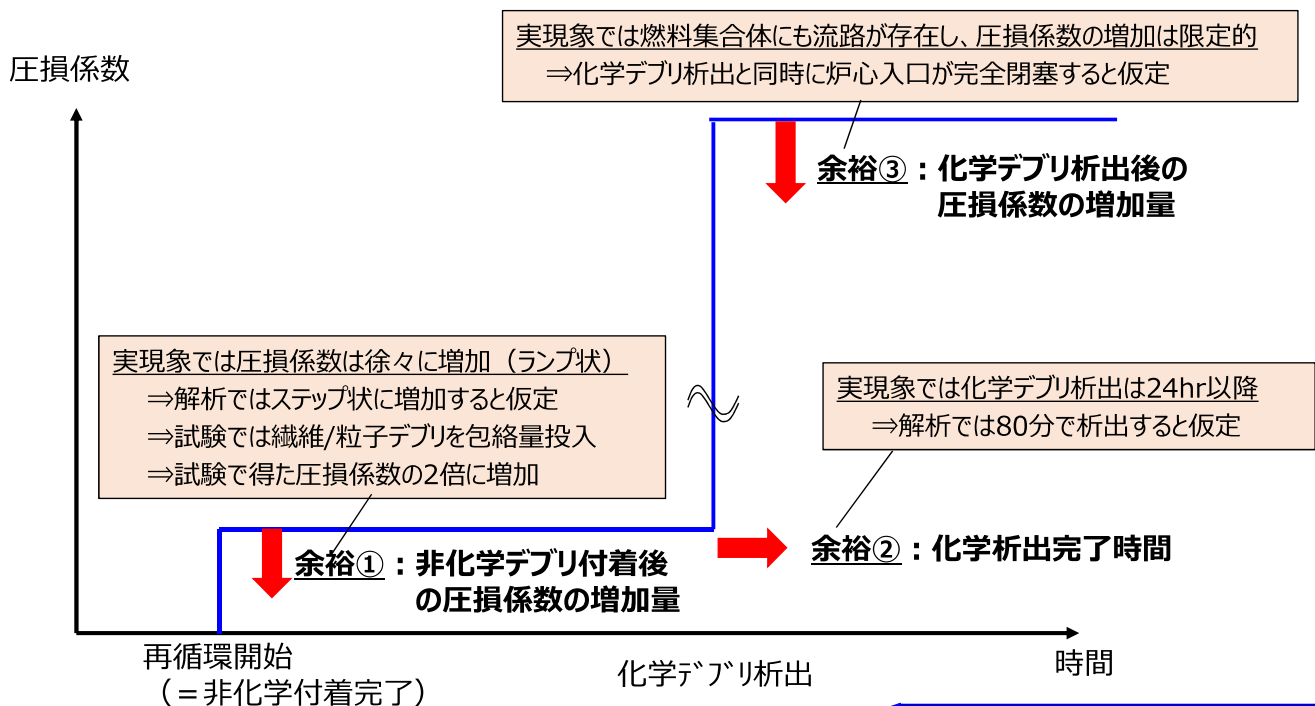 実現象では燃料集合体にも流路が存在し、圧損係数の増加は限定的
⇒化学デブリ析出と同時に炉心入口が完全閉塞すると仮定
圧損係数
余裕③：化学デブリ析出後の
圧損係数の増加量
実現象では圧損係数は徐々に増加（ランプ状）
⇒解析ではステップ状に増加すると仮定
⇒試験では繊維/粒子デブリを包絡量投入
⇒試験で得た圧損係数の2倍に増加
実現象では化学デブリ析出は24hr以降
⇒解析では80分で析出すると仮定
余裕①：非化学デブリ付着後
の圧損係数の増加量
余裕②：化学析出完了時間
再循環開始
（＝非化学付着完了）
化学ﾃﾞﾌﾞﾘ析出
時間